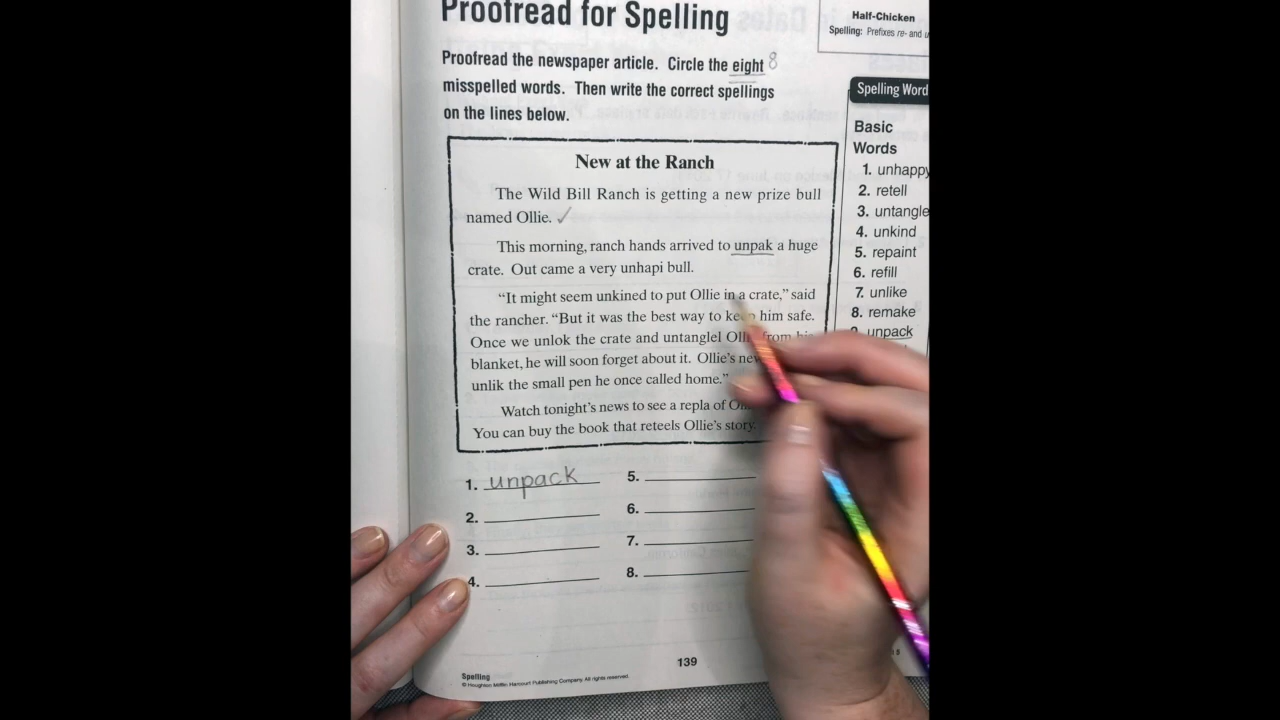 Proofread for Spelling
Half-Chicken
Spelling: Prefixes re- and
Proofread the newspaper article. Circle the eight 8
misspelled words. Then write the correct spellings
on the lines below.
Spelling Word
Basic
Words
1. unhappy
2. retell
3. untangle
4. unkind
5. repaint
6. refill
7. unlike
8. remake
9. unpack
New at the Ranch
The Wild Bill Ranch is getting a new prize bull
named Ollie. ✓
This morning, ranch hands arrived to unpak a huge
crate. Out came a very unhapi bull.
“It might seem unkined to put Ollie in a crate,” said
the rancher. “But it was the best way to keep him safe.
Once we unlok the crate and untanglel from
blanket, he will soon forget about it. Ollie’s
unlik the small pen he once called home.”
Watch tonight’s news to see a repla of
You can buy the book that reteels Ollie’s story.
1. unpack
2.
3.
4.
5.
6.
7.
8.
139
Spelling
© Houghton Mifflin Harcourt Publishing Company. All rights reserved.